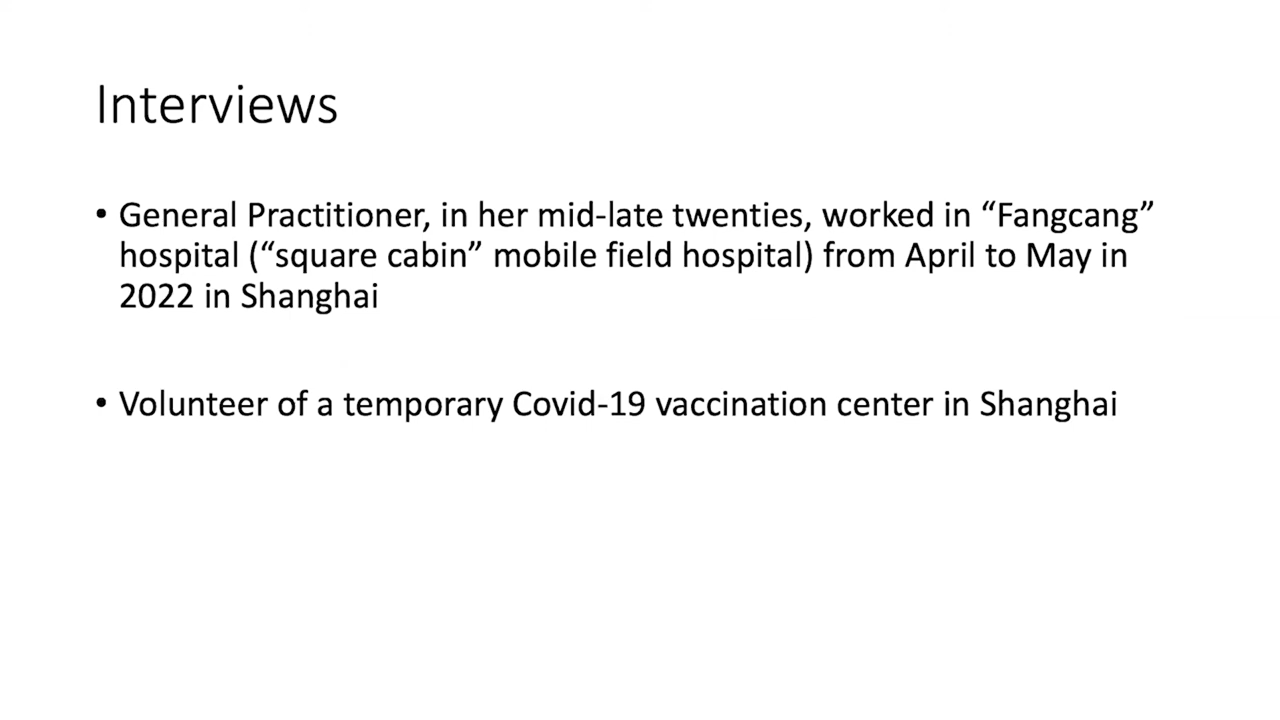 Interviews
• General Practitioner, in her mid-late twenties, worked in “Fangcang”
hospital (“square cabin” mobile field hospital) from April to May in
2022 in Shanghai
• Volunteer of a temporary Covid-19 vaccination center in Shanghai